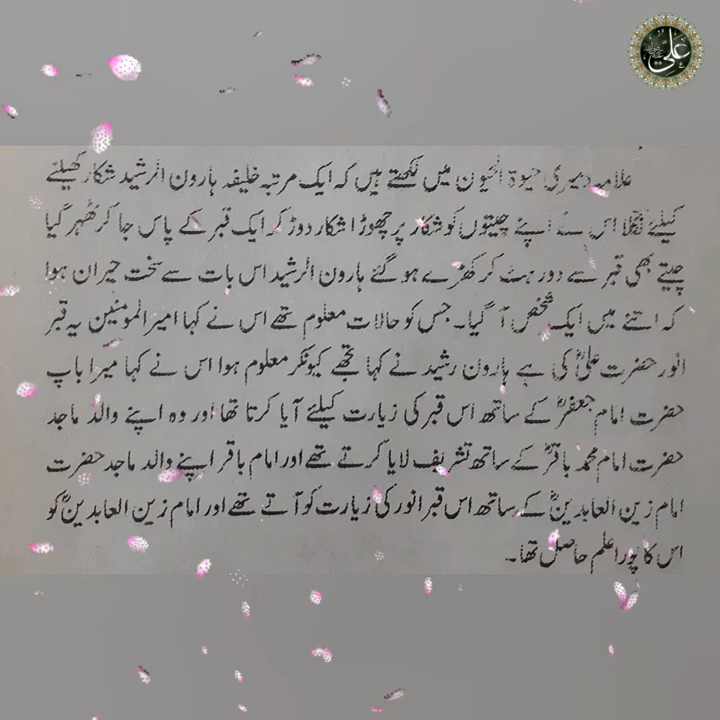 علی
علامہ دمیری حیوۃ الحیون میں لکھتے ہیں کہ ایک مرتبہ خلیفہ ہارون الرشید شکار کھیلنے
کیلئے نکلا اس نے اپنے چیتوں کو شکار پر چھوڑا شکار دوڑ کر ایک قبر کے پاس جا کر ٹھہر گیا
چیتے بھی قبر سے دور ہٹ کر کھڑے ہو گئے ہارون الرشید اس بات سے سخت حیران ہوا
کہ اتنے میں ایک شخص آ گیا۔ جس کو حالات معلوم تھے اس نے کہا امیر المومنین یہ قبر
انور حضرت علیؓ کی ہے ہارون رشید نے کہا تجھے کیونکر معلوم ہوا اس نے کہا میرا باپ
حضرت امام جعفرؓ کے ساتھ اس قبر کی زیارت کیلئے آیا کرتا تھا اور وہ اپنے والد ماجد
حضرت امام محمد باقرؓ کے ساتھ تشریف لایا کرتے تھے اور امام باقر اپنے والد ماجد حضرت
امام زین العابدینؓ کے ساتھ اس قبر انور کی زیارت کو آتے تھے اور امام زین العابدینؓ کو
اس کا پورا علم حاصل تھا۔